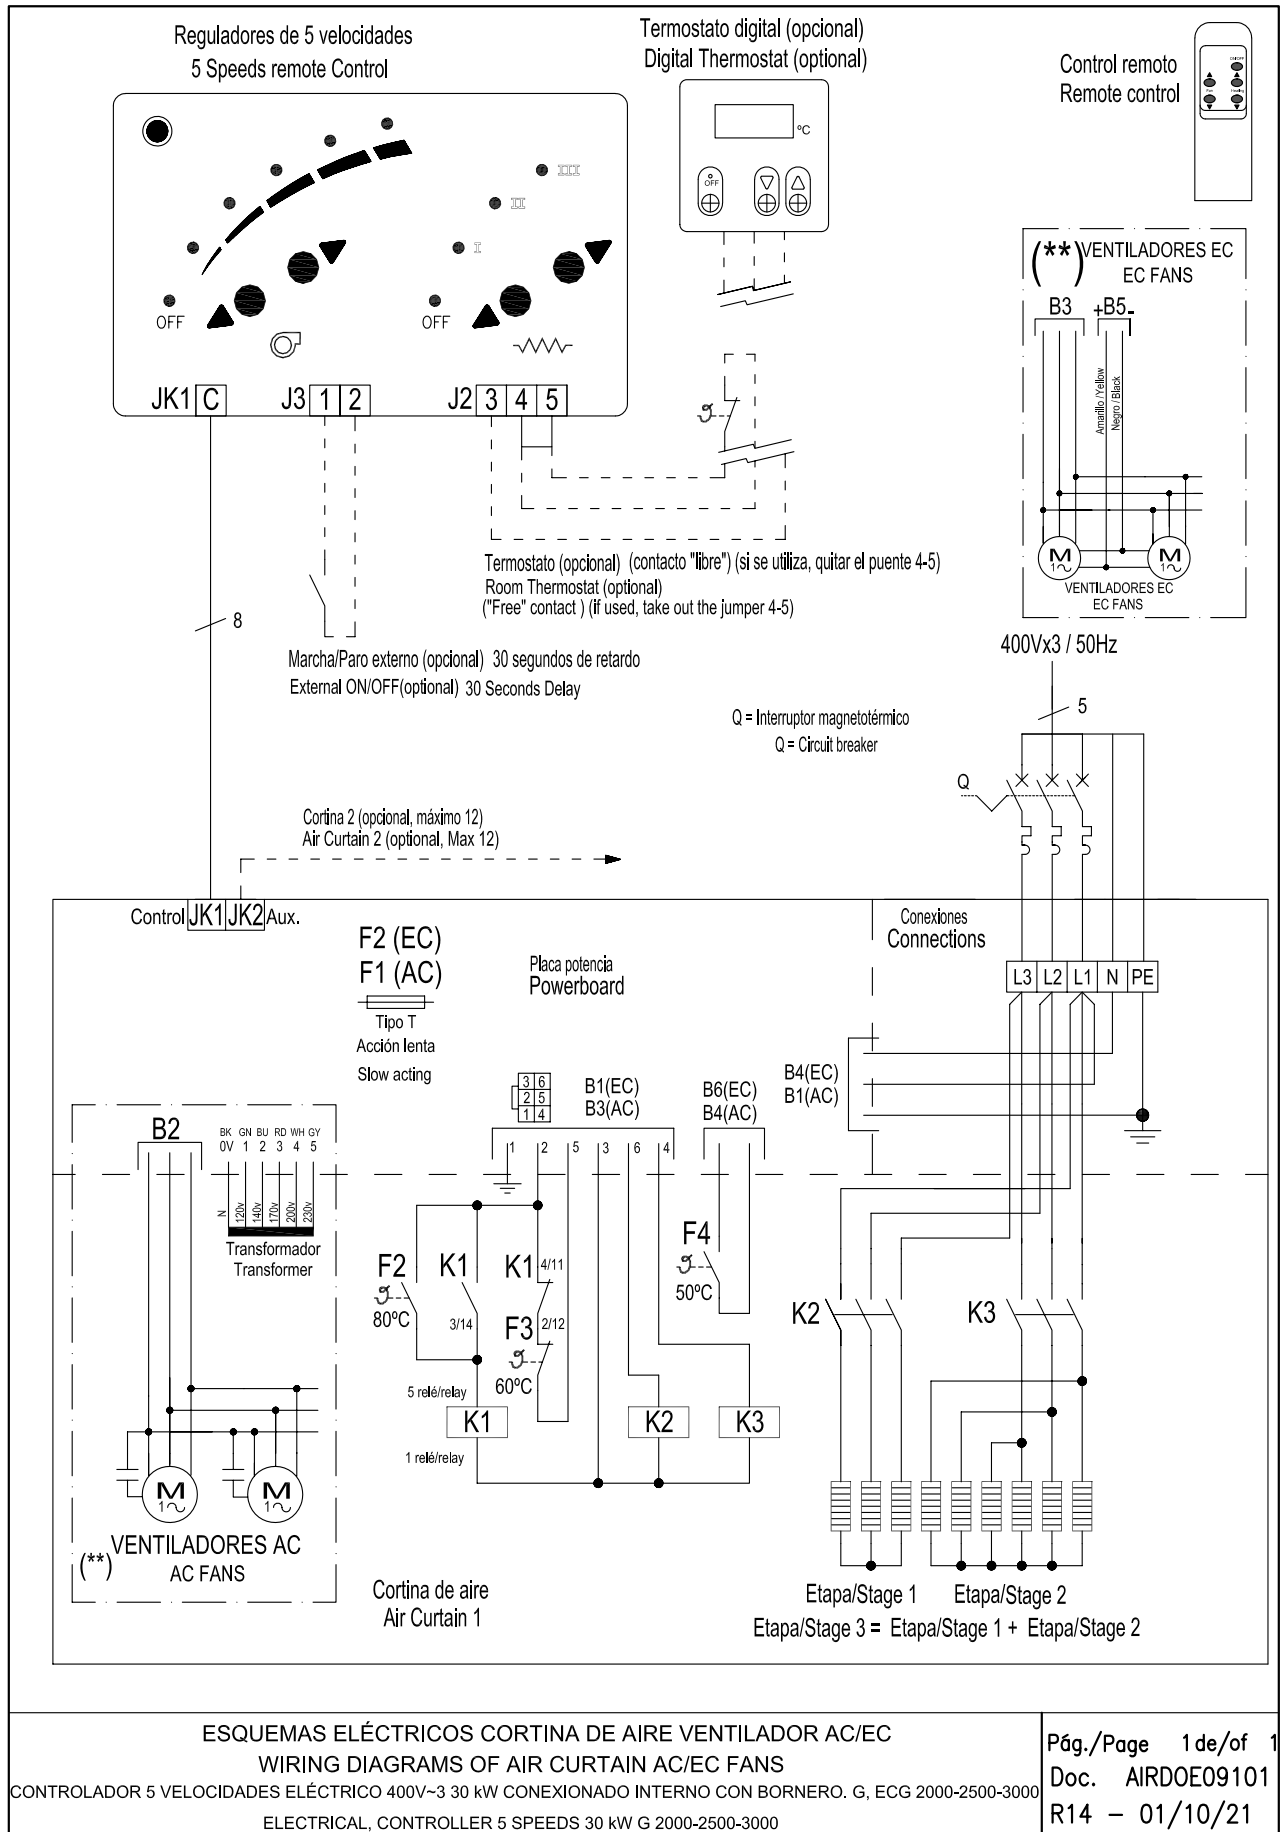 Reguladores de 5 velocidades
5 Speeds remote Control
Termostato digital (opcional)
Digital Thermostat (optional)
Control remoto
Remote control
ON/OFF
Fan
Heating
ºC
OFF
I
II
III
OFF
OFF
JK1 C
J3 1 2
J2 3 4 5
(**) VENTILADORES EC
EC FANS
B3
+B5-
Amarillo /Yellow
Negro / Black
M
1
M
1
VENTILADORES EC
EC FANS
Termostato (opcional) (contacto "libre") (si se utiliza, quitar el puente 4-5)
Room Thermostat (optional)
("Free" contact ) (if used, take out the jumper 4-5)
8
Marcha/Paro externo (opcional) 30 segundos de retardo
External ON/OFF(optional) 30 Seconds Delay
400Vx3 / 50Hz
5
Q = Interruptor magnetotérmico
Q = Circuit breaker
Q
Cortina 2 (opcional, máximo 12)
Air Curtain 2 (optional, Max 12)
Control JK1 JK2 Aux.
F2 (EC)
F1 (AC)
Tipo T
Acción lenta
Slow acting
Placa potencia
Powerboard
Conexiones
Connections
L3 L2 L1 N PE
B4(EC)
B1(AC)
3 6
2 5
1 4
B1(EC)
B3(AC)
B6(EC)
B4(AC)
1 2 5 3 6 4
B2
BK GN BU RD WH GY
0V 1 2 3 4 5
N 120v 140v 170v 200v 230v
Transformador
Transformer
F2
80ºC
K1
3/14
K1
4/11
F3
2/12
60ºC
F4
50ºC
K2
K3
5 relé/relay
K1
K2
K3
1 relé/relay
M
1
M
1
VENTILADORES AC
(**)
AC FANS
Cortina de aire
Air Curtain 1
Etapa/Stage 1
Etapa/Stage 2
Etapa/Stage 3 = Etapa/Stage 1 + Etapa/Stage 2
ESQUEMAS ELÉCTRICOS CORTINA DE AIRE VENTILADOR AC/EC
WIRING DIAGRAMS OF AIR CURTAIN AC/EC FANS
CONTROLADOR 5 VELOCIDADES ELÉCTRICO 400V~3 30 kW CONEXIONADO INTERNO CON BORNERO. G, ECG 2000-2500-3000
ELECTRICAL, CONTROLLER 5 SPEEDS 30 kW G 2000-2500-3000
Pág./Page 1 de/of 1
Doc. AIRDOE09101
R14 – 01/10/21